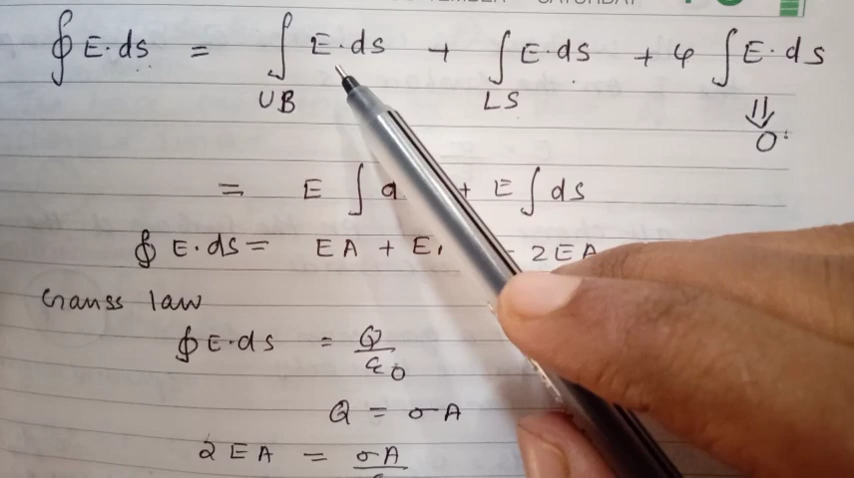 SATURDAY
∮ E·ds = ∫ E·ds + ∫ E·ds + 4 ∫ E·ds
UB LS ⇓
0
= E ∫ d + E ∫ ds
∮ E·ds = EA + E = 2EA
Gauss law
∮ E·ds = Q/ε0
Q = σA
2EA = σA